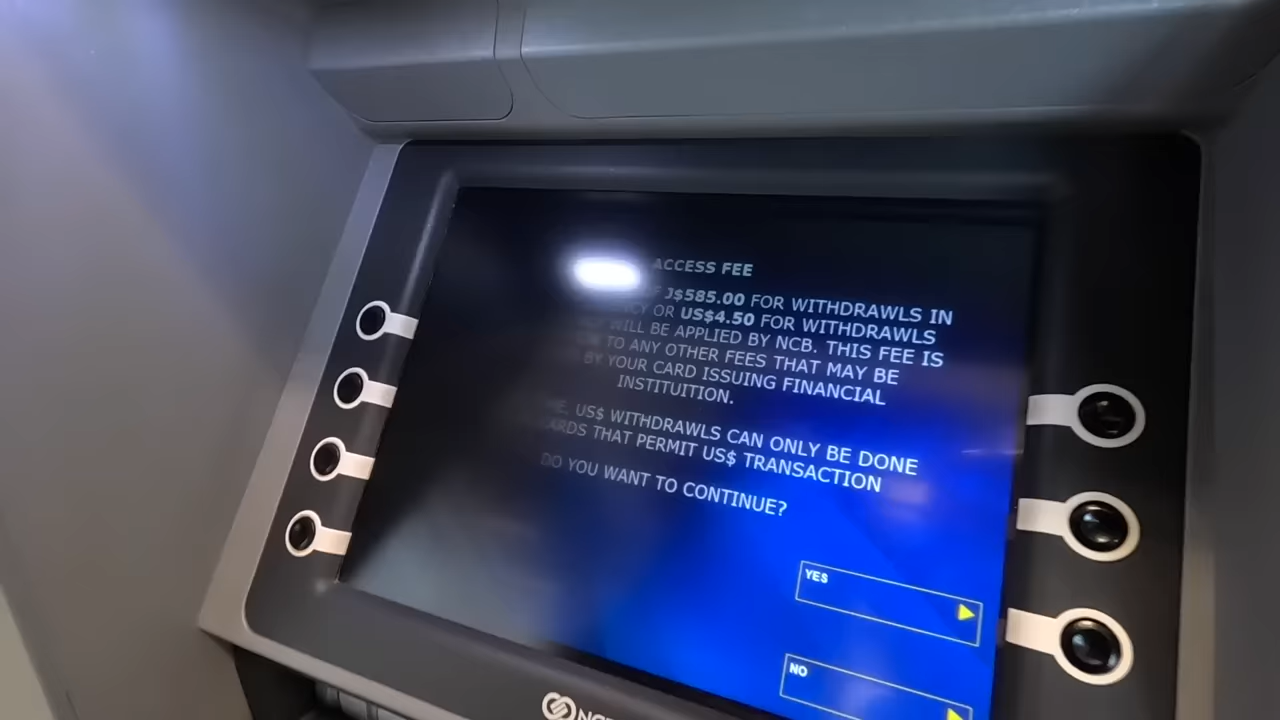 ACCESS FEE
J$585.00 FOR WITHDRAWLS IN
OR US$4.50 FOR WITHDRAWLS
WILL BE APPLIED BY NCB. THIS FEE IS
TO ANY OTHER FEES THAT MAY BE
BY YOUR CARD ISSUING FINANCIAL
INSTITUITION.
US$ WITHDRAWLS CAN ONLY BE DONE
THAT PERMIT US$ TRANSACTION
DO YOU WANT TO CONTINUE?
YES
NO